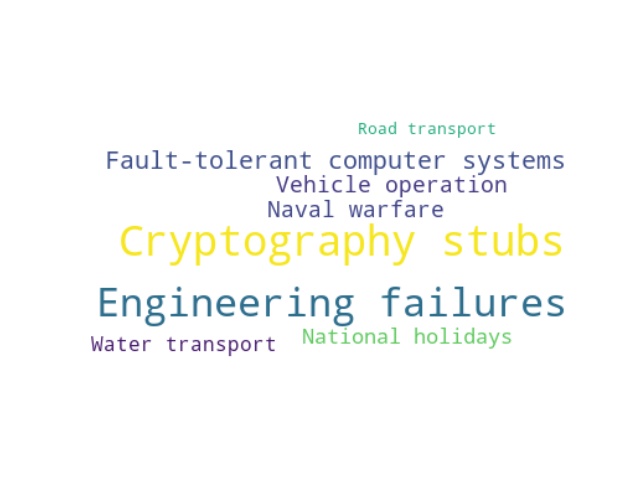 Road transport
Fault-tolerant computer systems
Vehicle operation
Naval warfare
Cryptography stubs
Engineering failures
National holidays
Water transport